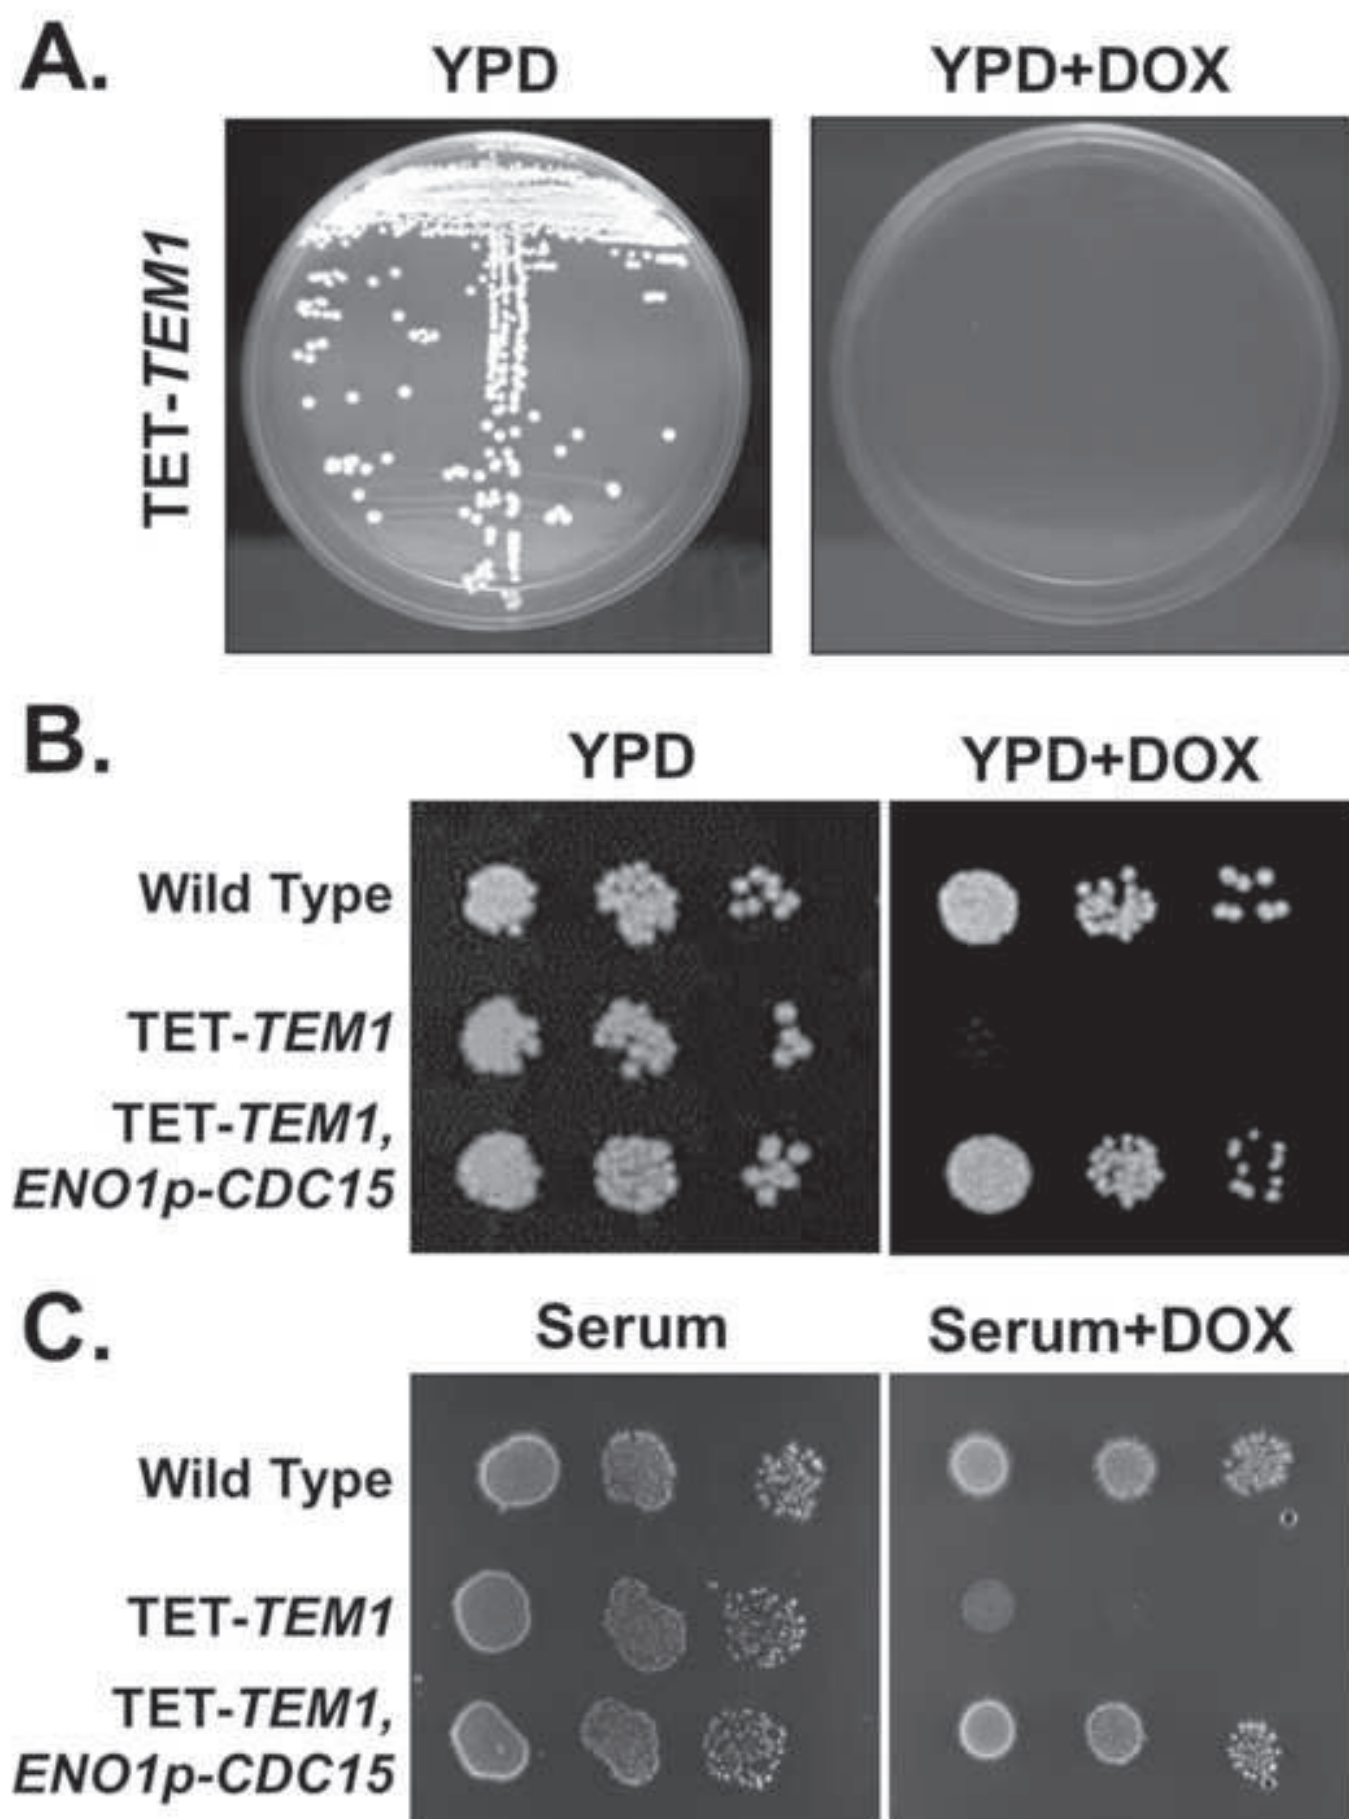 A.
YPD
YPD+DOX
TET-TEM1
B.
YPD
YPD+DOX
Wild Type
TET-TEM1
TET-TEM1,
ENO1p-CDC15
C.
Serum
Serum+DOX
Wild Type
TET-TEM1
TET-TEM1,
ENO1p-CDC15